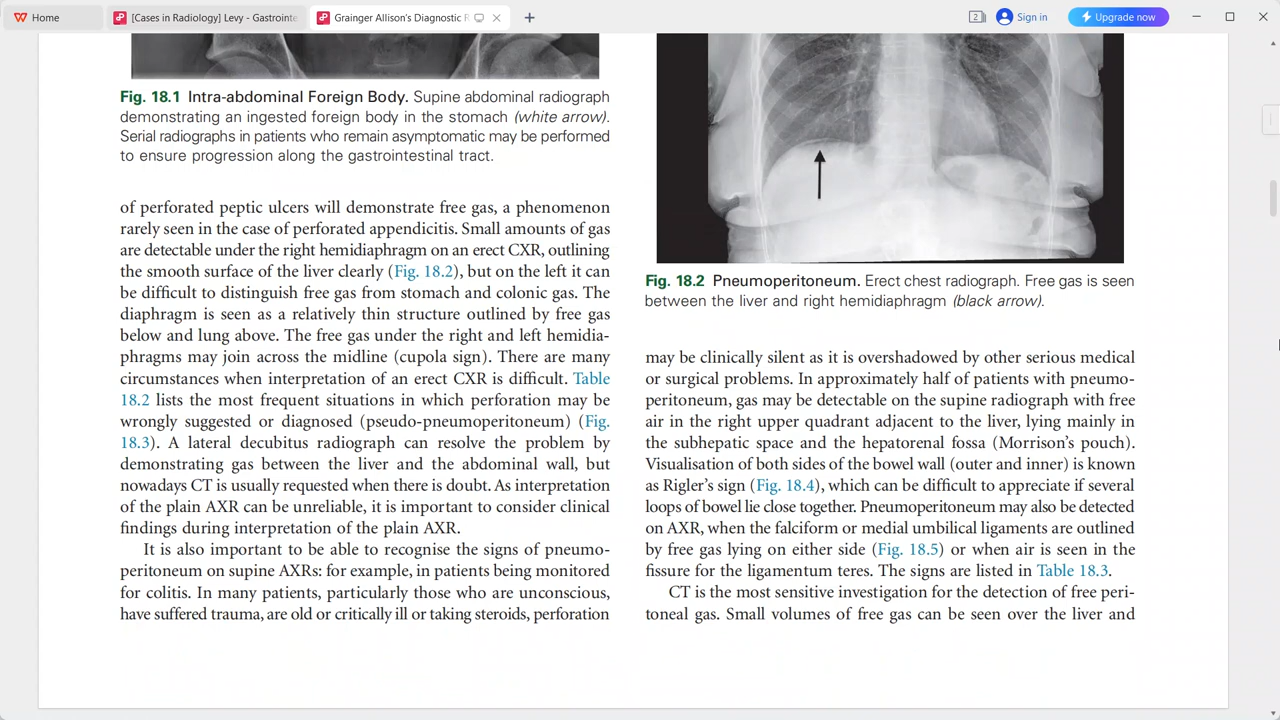 Home
[Cases in Radiology] Levy - Gastrointe
Grainger Allison's Diagnostic R
2
Sign in
Upgrade now
Fig. 18.1 Intra-abdominal Foreign Body. Supine abdominal radiograph
demonstrating an ingested foreign body in the stomach (white arrow).
Serial radiographs in patients who remain asymptomatic may be performed
to ensure progression along the gastrointestinal tract.
of perforated peptic ulcers will demonstrate free gas, a phenomenon
rarely seen in the case of perforated appendicitis. Small amounts of gas
are detectable under the right hemidiaphragm on an erect CXR, outlining
the smooth surface of the liver clearly (Fig. 18.2), but on the left it can
be difficult to distinguish free gas from stomach and colonic gas. The
diaphragm is seen as a relatively thin structure outlined by free gas
below and lung above. The free gas under the right and left hemidia-
phragms may join across the midline (cupola sign). There are many
circumstances when interpretation of an erect CXR is difficult. Table
18.2 lists the most frequent situations in which perforation may be
wrongly suggested or diagnosed (pseudo-pneumoperitoneum) (Fig.
18.3). A lateral decubitus radiograph can resolve the problem by
demonstrating gas between the liver and the abdominal wall, but
nowadays CT is usually requested when there is doubt. As interpretation
of the plain AXR can be unreliable, it is important to consider clinical
findings during interpretation of the plain AXR.
It is also important to be able to recognise the signs of pneumo-
peritoneum on supine AXRs: for example, in patients being monitored
for colitis. In many patients, particularly those who are unconscious,
have suffered trauma, are old or critically ill or taking steroids, perforation
Fig. 18.2 Pneumoperitoneum. Erect chest radiograph. Free gas is seen
between the liver and right hemidiaphragm (black arrow).
may be clinically silent as it is overshadowed by other serious medical
or surgical problems. In approximately half of patients with pneumo-
peritoneum, gas may be detectable on the supine radiograph with free
air in the right upper quadrant adjacent to the liver, lying mainly in
the subhepatic space and the hepatorenal fossa (Morrison's pouch).
Visualisation of both sides of the bowel wall (outer and inner) is known
as Rigler's sign (Fig. 18.4), which can be difficult to appreciate if several
loops of bowel lie close together. Pneumoperitoneum may also be detected
on AXR, when the falciform or medial umbilical ligaments are outlined
by free gas lying on either side (Fig. 18.5) or when air is seen in the
fissure for the ligamentum teres. The signs are listed in Table 18.3.
CT is the most sensitive investigation for the detection of free peri-
toneal gas. Small volumes of free gas can be seen over the liver and